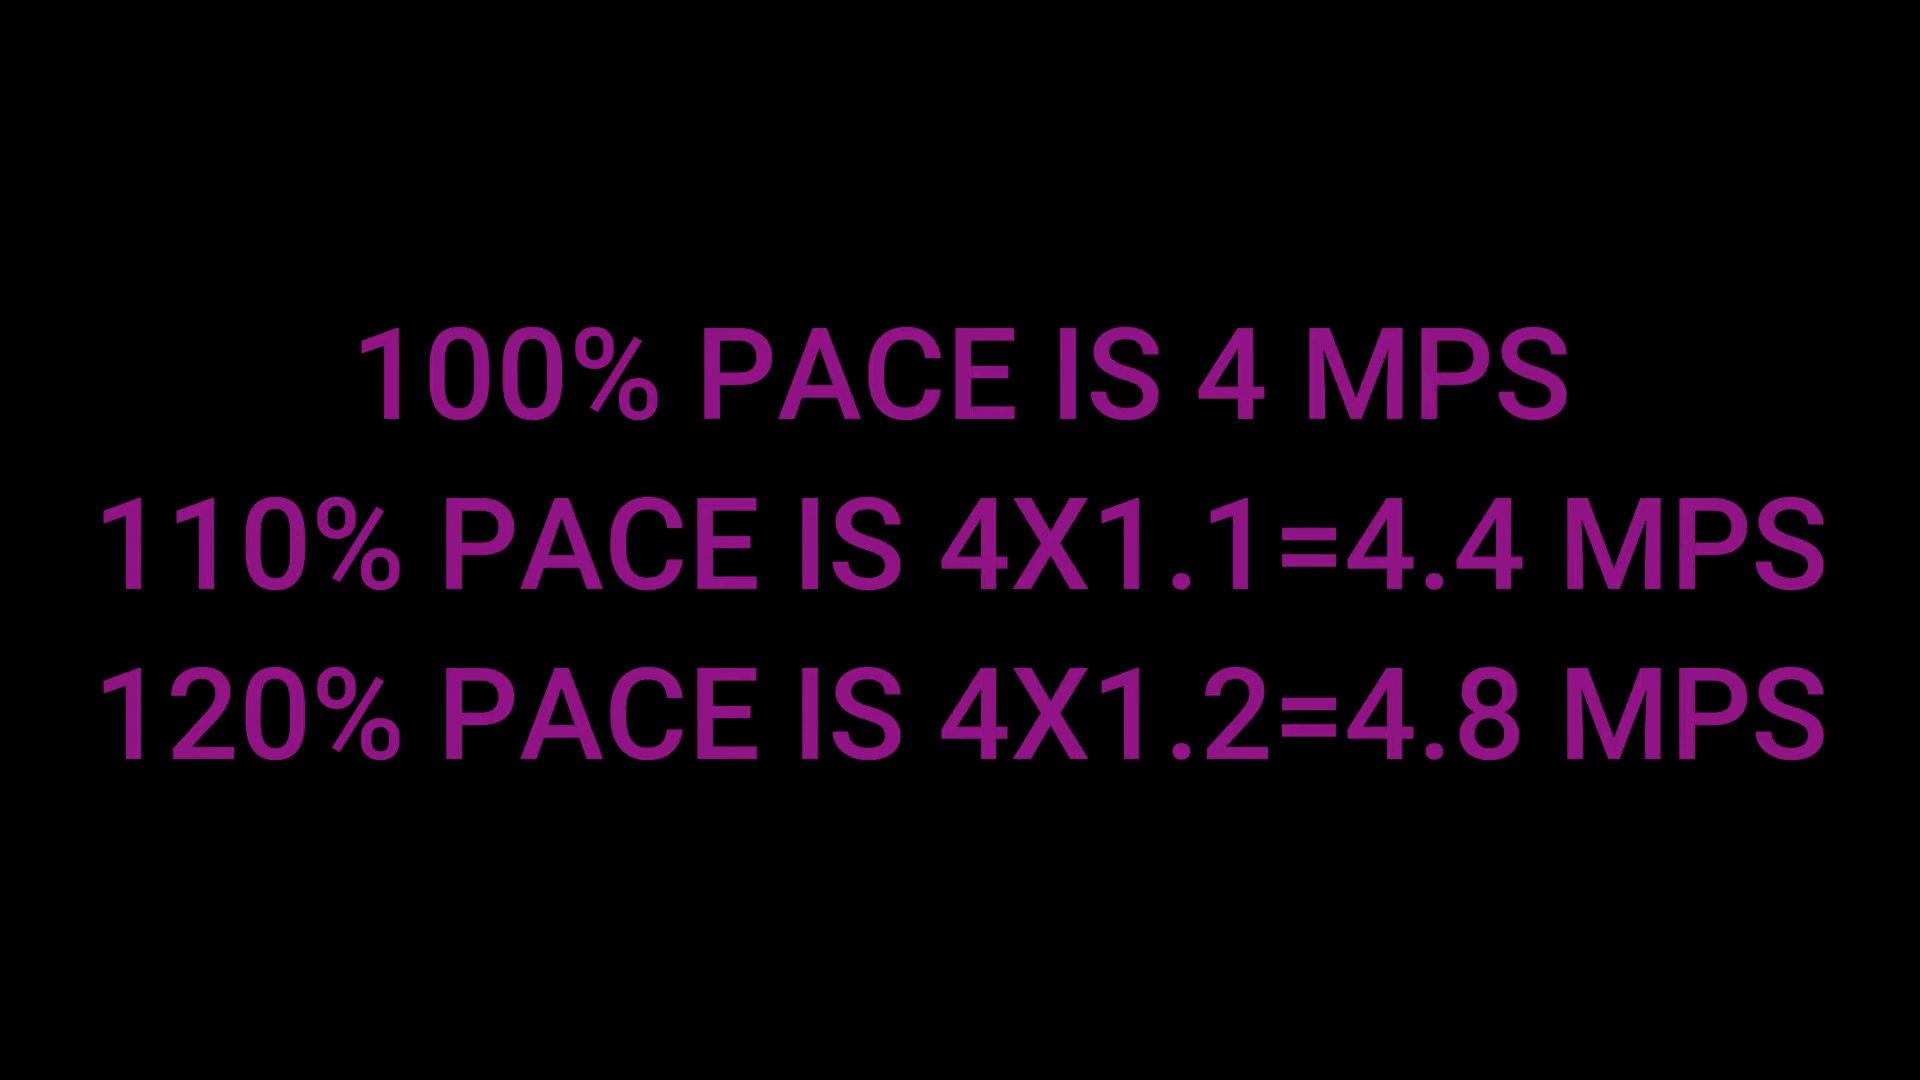 100% PACE IS 4 MPS
110% PACE IS 4X1.1=4.4 MPS
120% PACE IS 4X1.2=4.8 MPS